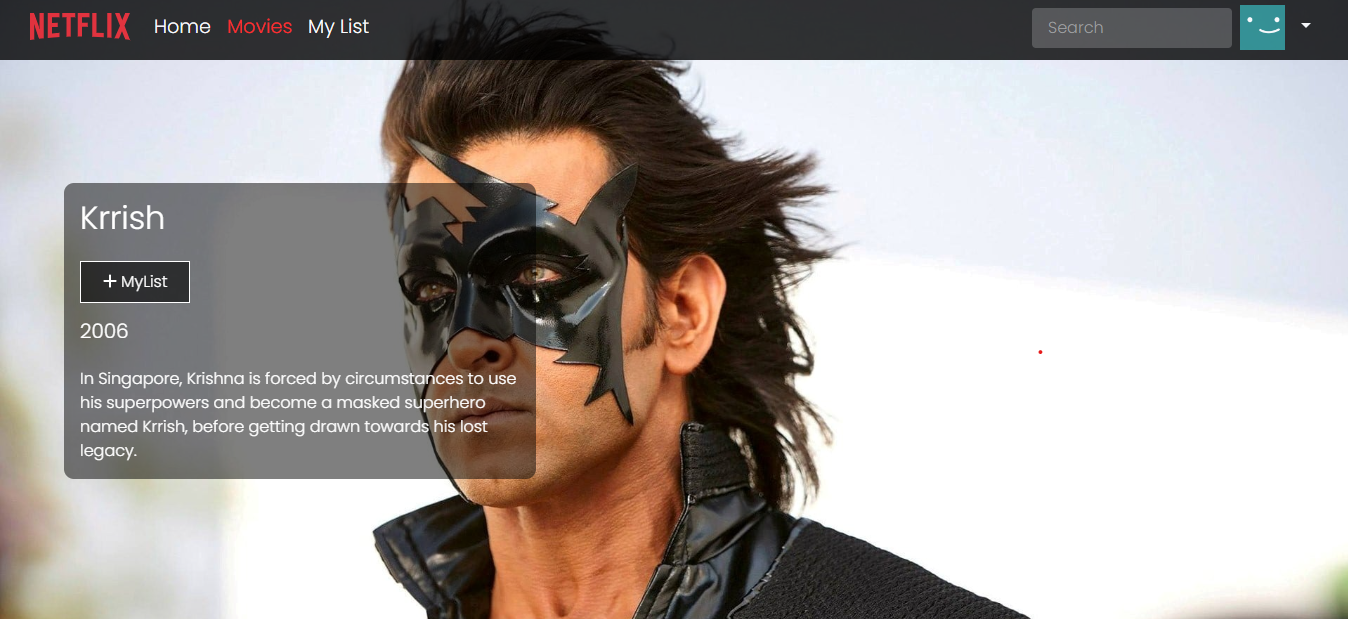 NETFLIX Home Movies My List Search
Krrish
+ MyList
2006
In Singapore, Krishna is forced by circumstances to use
his superpowers and become a masked superhero
named Krrish, before getting drawn towards his lost
legacy.